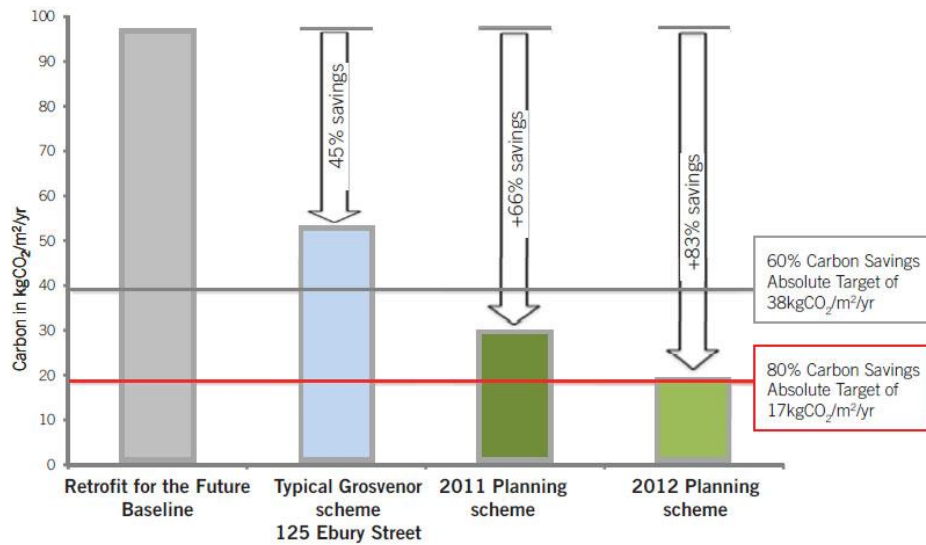 Carbon in kgCO₂/m²/yr
100
90
80
70
60
50
40
30
20
10
0
45% savings
+66% savings
+83% savings
60% Carbon Savings
Absolute Target of
38kgCO₂/m²/yr
80% Carbon Savings
Absolute Target of
17kgCO₂/m²/yr
Retrofit for the Future
Baseline
Typical Grosvenor
scheme
125 Ebury Street
2011 Planning
scheme
2012 Planning
scheme